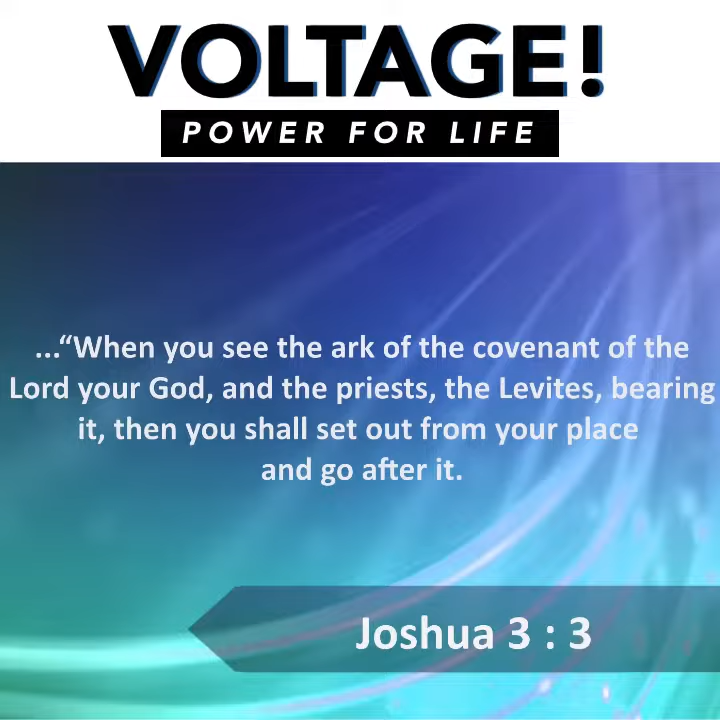 VOLTAGE!
POWER FOR LIFE
...“When you see the ark of the covenant of the
Lord your God, and the priests, the Levites, bearing
it, then you shall set out from your place
and go after it.
Joshua 3 : 3